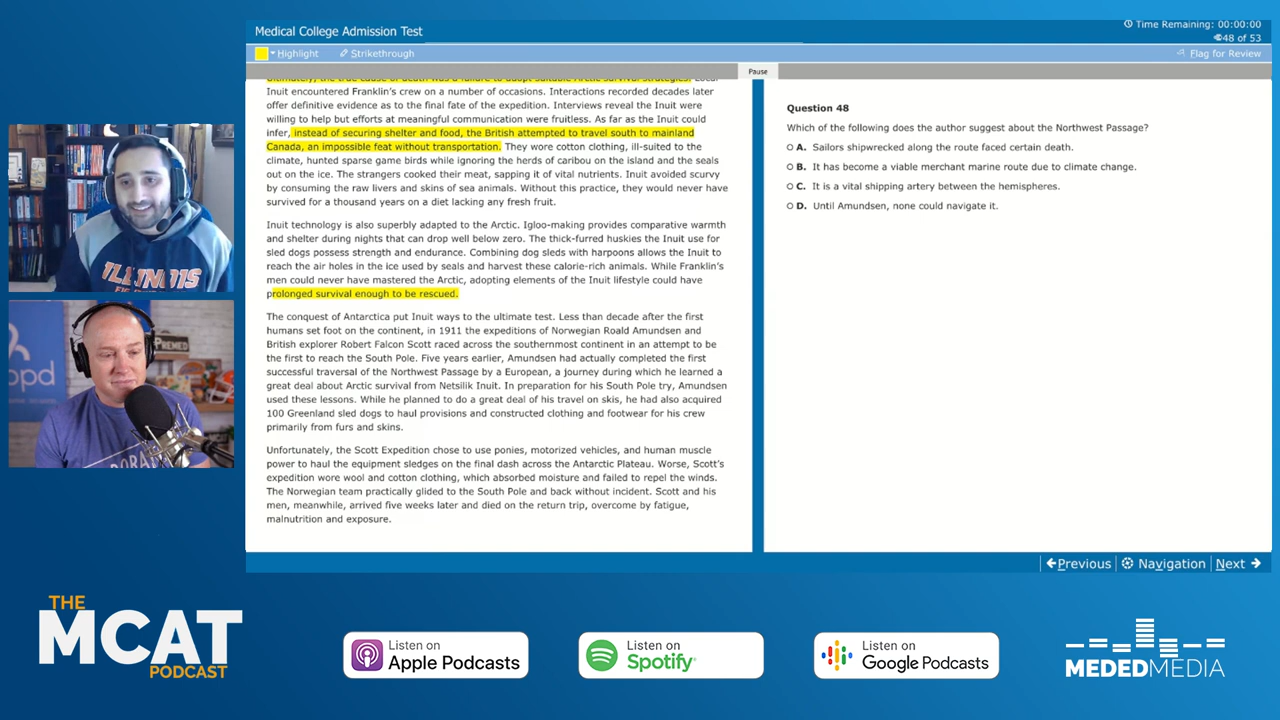 Medical College Admission Test
Time Remaining: 00:00:00
48 of 53
Highlight
Strikethrough
Flag for Review
Pause
Ultimately, the true cause of death was a failure to adopt suitable Arctic survival strategies. Local
Inuit encountered Franklin's crew on a number of occasions. Interactions recorded decades later
offer definitive evidence as to the final fate of the expedition. Interviews reveal the Inuit were
willing to help but efforts at meaningful communication were fruitless. As far as the Inuit could
infer, instead of securing shelter and food, the British attempted to travel south to mainland
Canada, an impossible feat without transportation. They wore cotton clothing, ill-suited to the
climate, hunted sparse game birds while ignoring the herds of caribou on the island and the seals
out on the ice. The strangers cooked their meat, sapping it of vital nutrients. Inuit avoided scurvy
by consuming the raw livers and skins of sea animals. Without this practice, they would never have
survived for a thousand years on a diet lacking any fresh fruit.
Inuit technology is also superbly adapted to the Arctic. Igloo-making provides comparative warmth
and shelter during nights that can drop well below zero. The thick-furred huskies the Inuit use for
sled dogs possess strength and endurance. Combining dog sleds with harpoons allows the Inuit to
reach the air holes in the ice used by seals and harvest these calorie-rich animals. While Franklin's
men could never have mastered the Arctic, adopting elements of the Inuit lifestyle could have
prolonged survival enough to be rescued.
The conquest of Antarctica put Inuit ways to the ultimate test. Less than decade after the first
humans set foot on the continent, in 1911 the expeditions of Norwegian Roald Amundsen and
British explorer Robert Falcon Scott raced across the southernmost continent in an attempt to be
the first to reach the South Pole. Five years earlier, Amundsen had actually completed the first
successful traversal of the Northwest Passage by a European, a journey during which he learned a
great deal about Arctic survival from Netsilik Inuit. In preparation for his South Pole try, Amundsen
used these lessons. While he planned to do a great deal of his travel on skis, he had also acquired
100 Greenland sled dogs to haul provisions and constructed clothing and footwear for his crew
primarily from furs and skins.
Unfortunately, the Scott Expedition chose to use ponies, motorized vehicles, and human muscle
power to haul the equipment sledges on the final dash across the Antarctic Plateau. Worse, Scott's
expedition wore wool and cotton clothing, which absorbed moisture and failed to repel the winds.
The Norwegian team practically glided to the South Pole and back without incident. Scott and his
men, meanwhile, arrived five weeks later and died on the return trip, overcome by fatigue,
malnutrition and exposure.
Question 48
Which of the following does the author suggest about the Northwest Passage?
A. Sailors shipwrecked along the route faced certain death.
B. It has become a viable merchant marine route due to climate change.
C. It is a vital shipping artery between the hemispheres.
D. Until Amundsen, none could navigate it.
Previous
Navigation
Next
ILLINOIS
PREMED
THE
MCAT
PODCAST
Listen on
Apple Podcasts
Listen on
Spotify
Listen on
Google Podcasts
MEDEDMEDIA